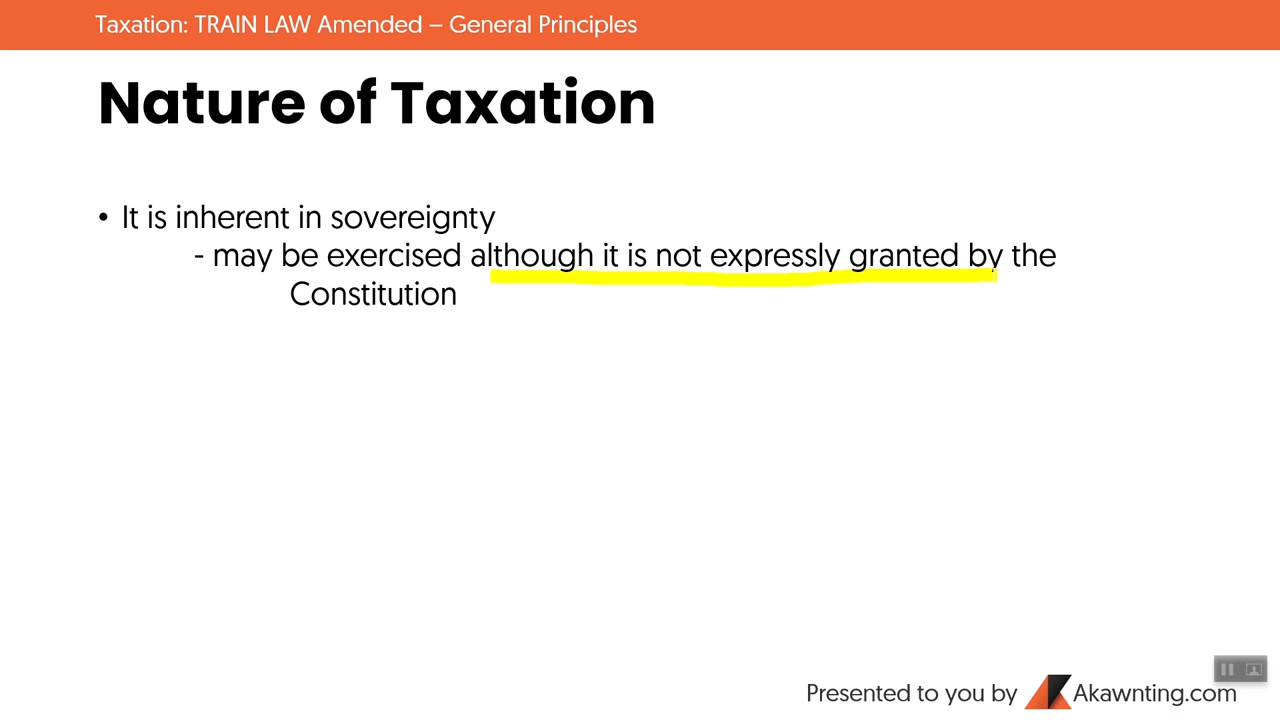 Taxation: TRAIN LAW Amended – General Principles
Nature of Taxation
• It is inherent in sovereignty
- may be exercised although it is not expressly granted by the
Constitution
Presented to you by Akawnting.com